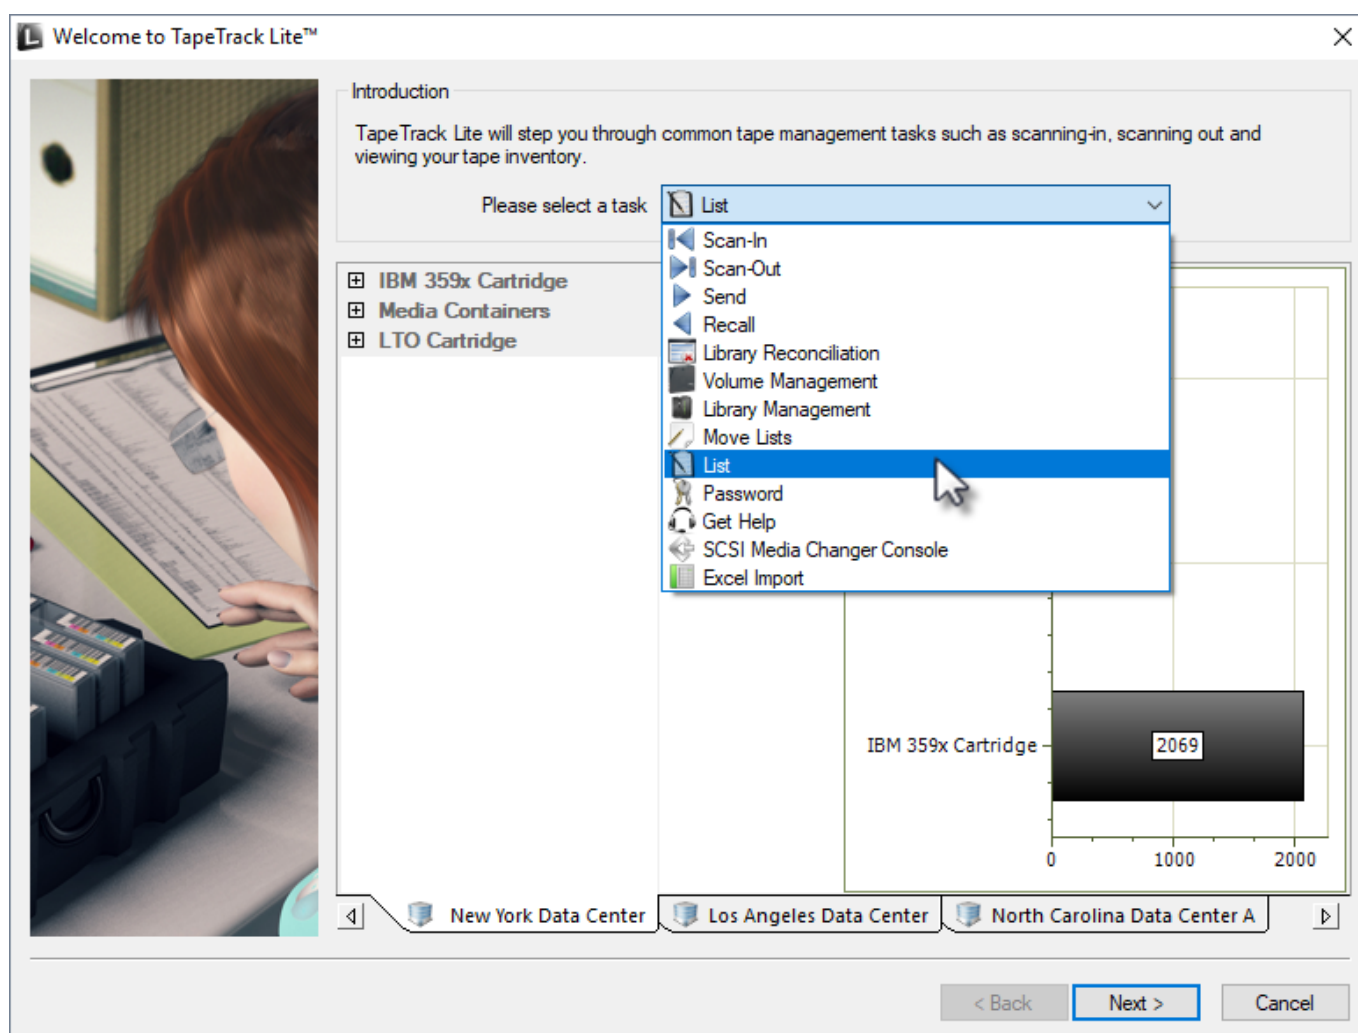 Welcome to TapeTrack Lite™
Introduction
TapeTrack Lite will step you through common tape management tasks such as scanning-in, scanning out and
viewing your tape inventory.
Please select a task
List
Scan-In
Scan-Out
Send
Recall
Library Reconciliation
Volume Management
Library Management
Move Lists
List
Password
Get Help
SCSI Media Changer Console
Excel Import
IBM 359x Cartridge
Media Containers
LTO Cartridge
IBM 359x Cartridge
2069
0 1000 2000
New York Data Center
Los Angeles Data Center
North Carolina Data Center A
< Back
Next >
Cancel